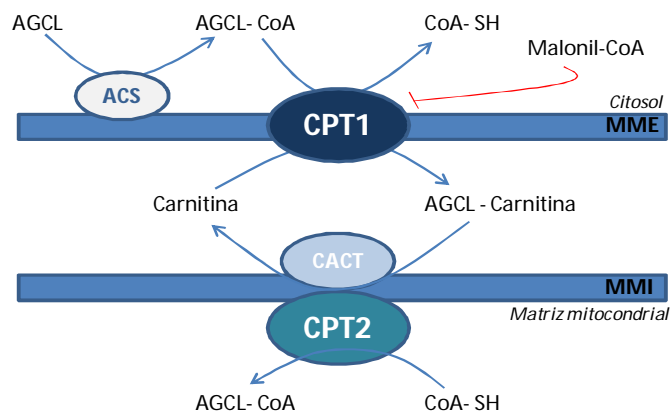 AGCL
AGCL- CoA
CoA- SH
Malonil-CoA
ACS
Citosol
CPT1
MME
Carnitina
AGCL - Carnitina
CACT
MMI
CPT2
Matriz mitocondrial
AGCL- CoA
CoA- SH